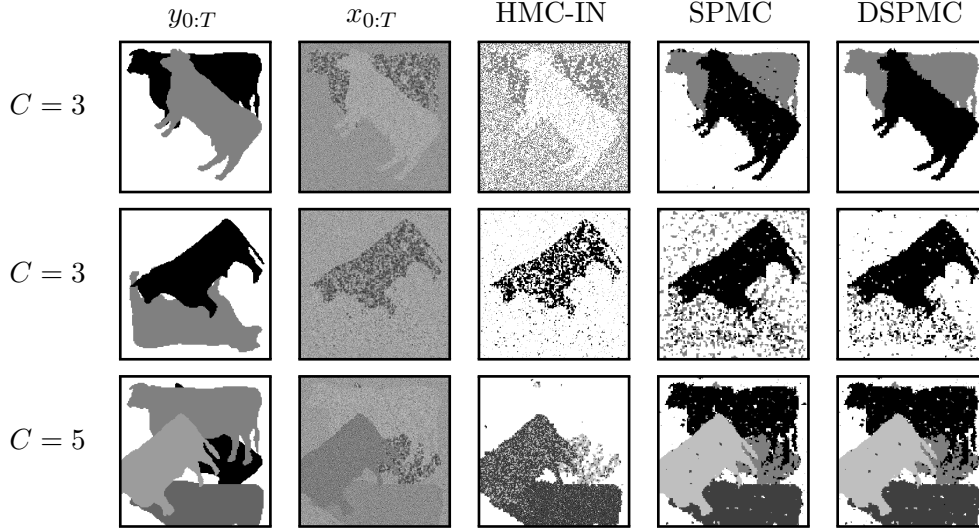 y0:T x0:T HMC-IN SPMC DSPMC
C = 3
C = 3
C = 5